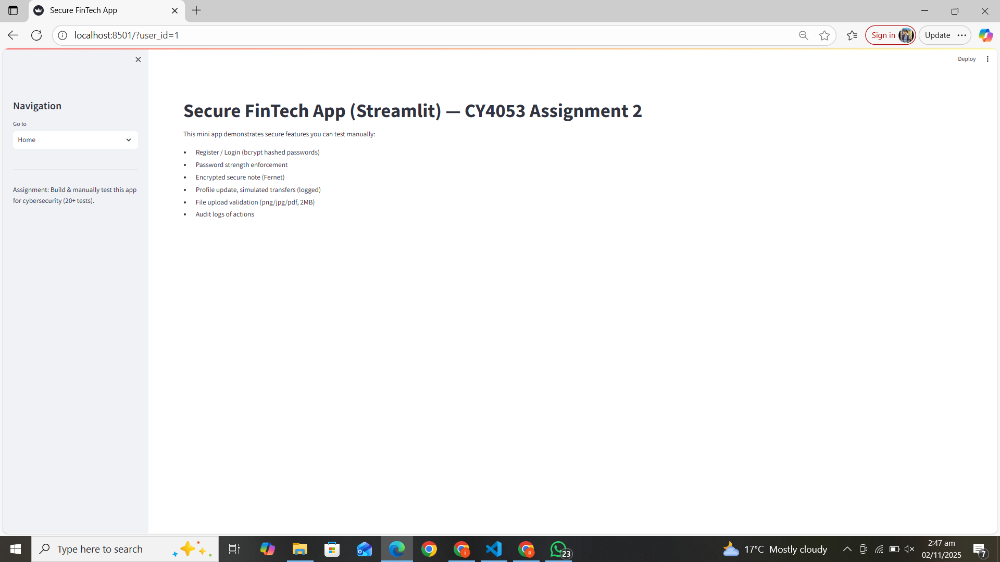 Secure FinTech App
localhost:8501/?user_id=1
Sign in
Update
Deploy
Navigation
Go to
Home
Assignment: Build & manually test this app
for cybersecurity (20+ tests).
Secure FinTech App (Streamlit) — CY4053 Assignment 2
This mini app demonstrates secure features you can test manually:
• Register / Login (bcrypt hashed passwords)
• Password strength enforcement
• Encrypted secure note (Fernet)
• Profile update, simulated transfers (logged)
• File upload validation (png/jpg/pdf, 2MB)
• Audit logs of actions
Type here to search
23
17°C Mostly cloudy
2:47 am
02/11/2025
7